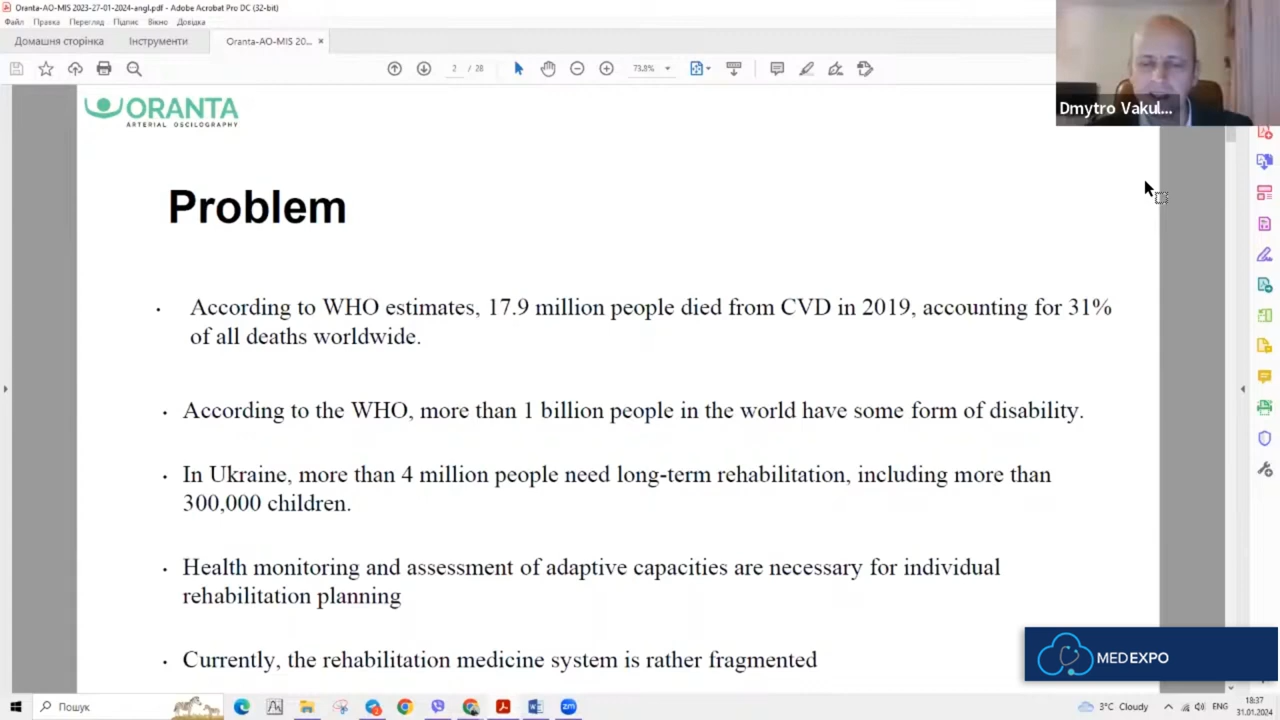 Oranta-AO-MIS 2023-27-01-2024-angl.pdf - Adobe Acrobat Pro DC (32-bit)
Файл Правка Перегляд Підпис Вікно Довідка
Домашня сторінка Інструменти Oranta-AO-MIS 20... ×
2 / 28 73,8%
Dmytro Vakul...
ORANTA
ARTERIAL OSCILOGRAPHY
Problem
· According to WHO estimates, 17.9 million people died from CVD in 2019, accounting for 31%
of all deaths worldwide.
· According to the WHO, more than 1 billion people in the world have some form of disability.
· In Ukraine, more than 4 million people need long-term rehabilitation, including more than
300,000 children.
· Health monitoring and assessment of adaptive capacities are necessary for individual
rehabilitation planning
· Currently, the rehabilitation medicine system is rather fragmented
MEDEXPO
Пошук
zm
3°C Cloudy
ENG
18:37
31.01.2024